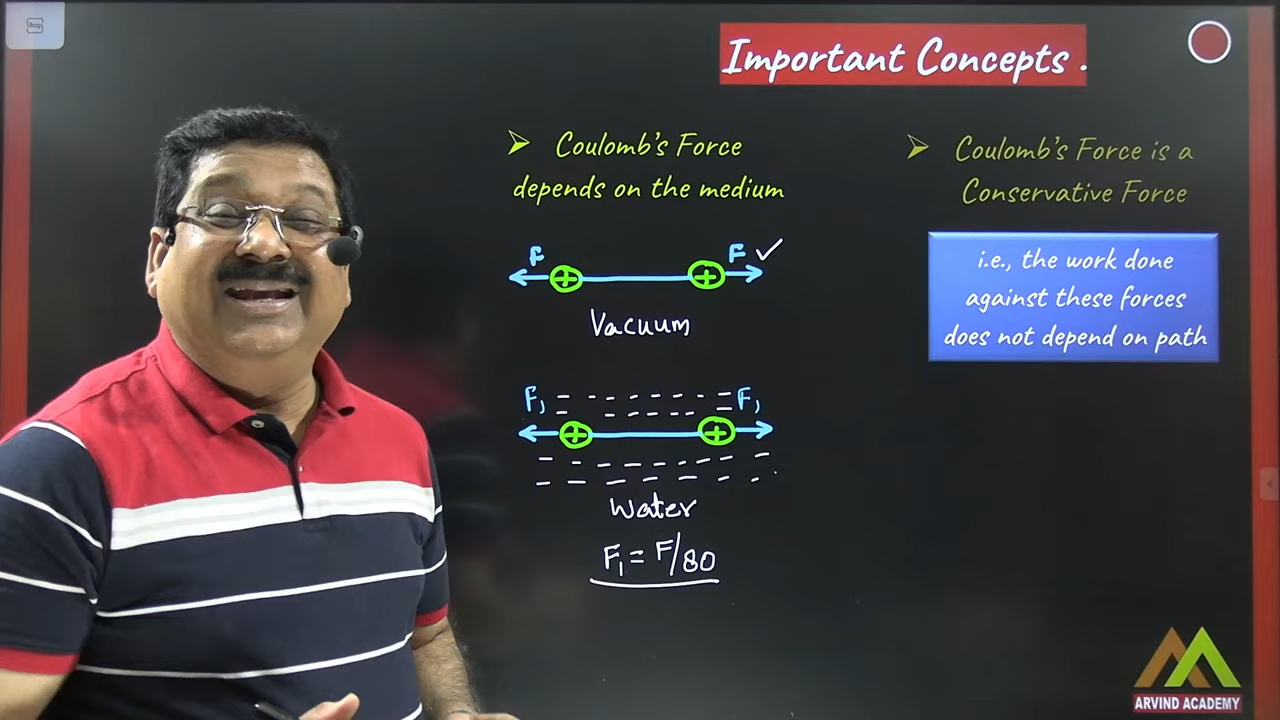 Important Concepts .
➢ Coulomb's Force
depends on the medium
F F ✓
+ +
Vacuum
F₁ F₁
+ +
Water
F₁ = F/80
➢ Coulomb's Force is a
Conservative Force
i.e., the work done
against these forces
does not depend on path
ARVIND ACADEMY